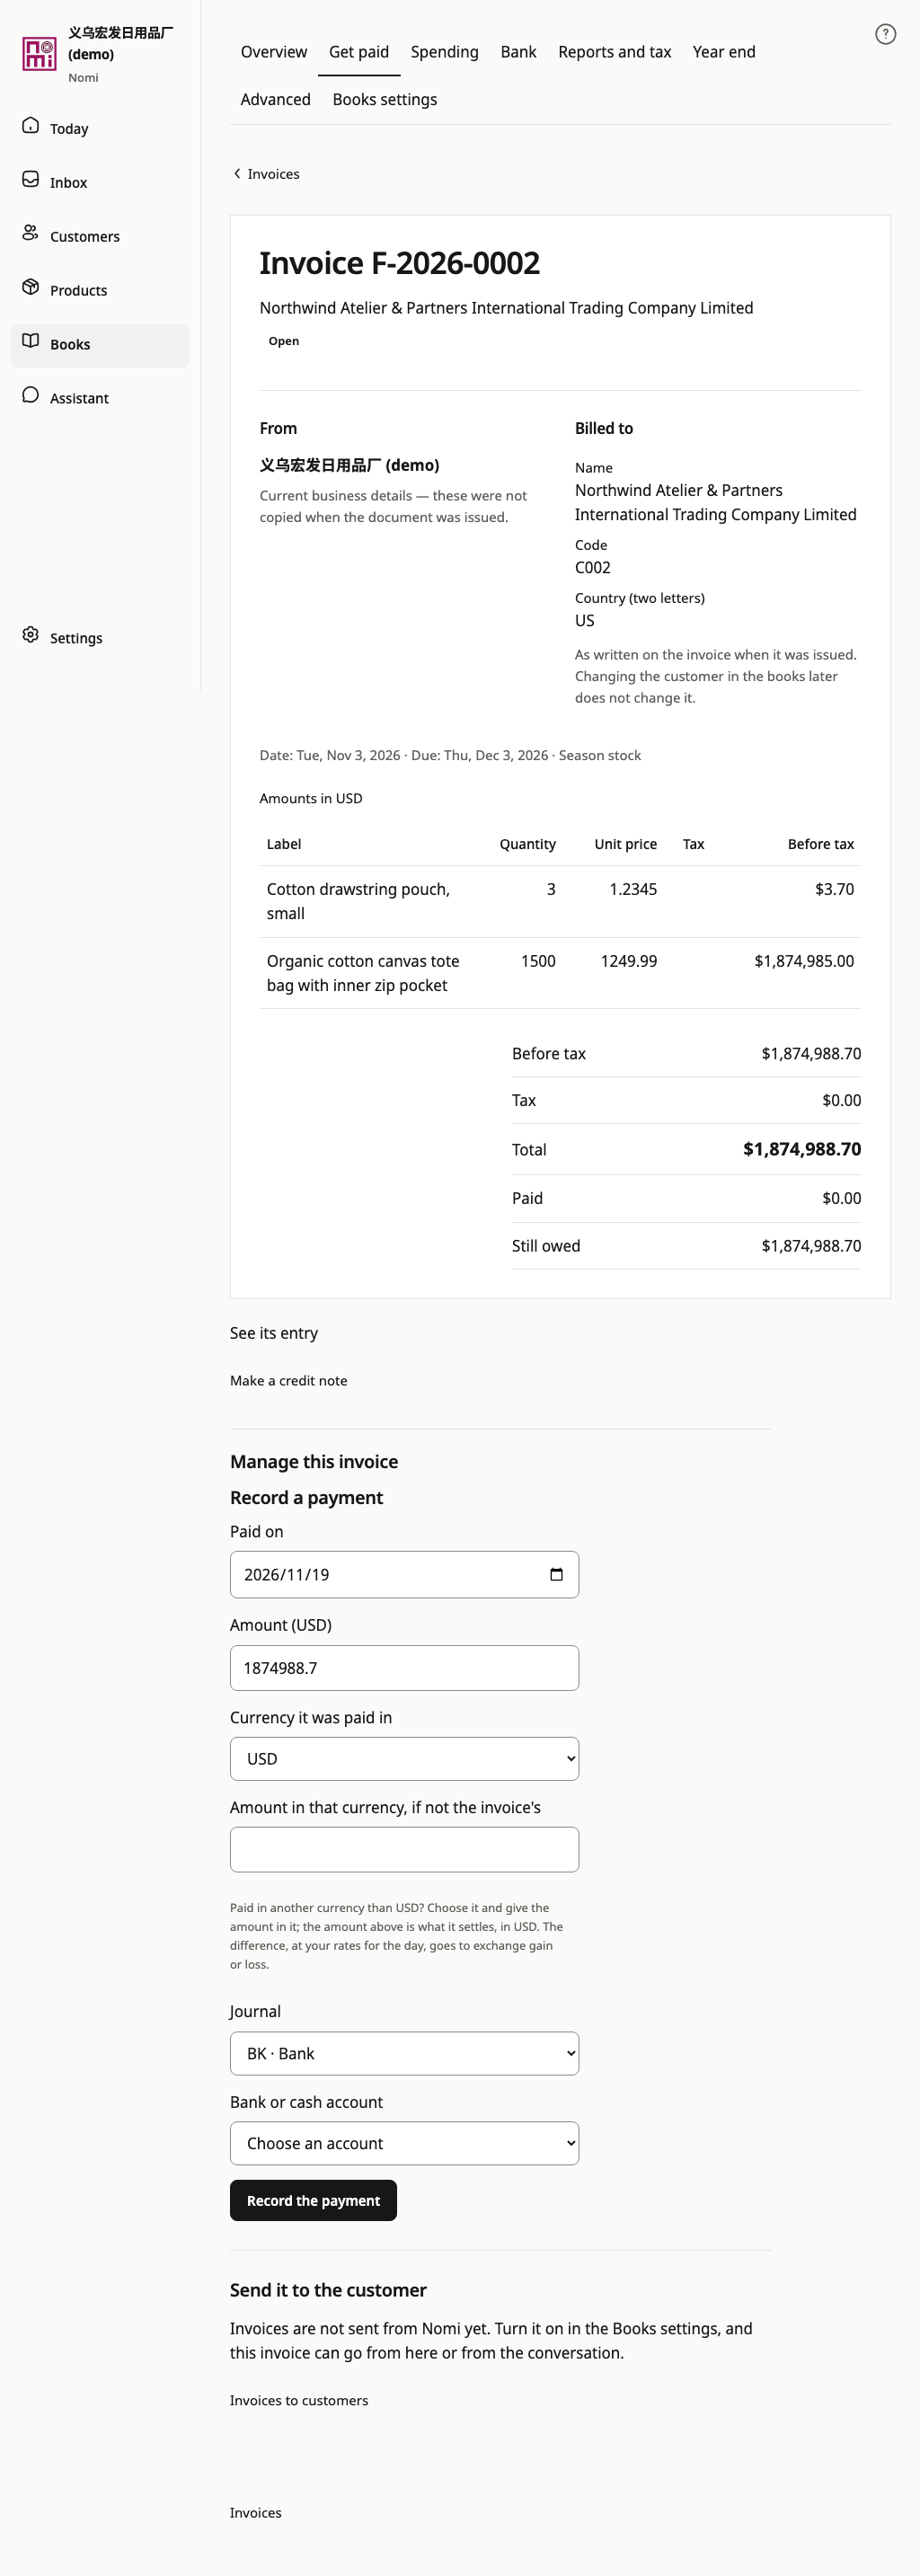 义乌宏发日用品厂
(demo)
Nomi
Today
Inbox
Customers
Products
Books
Assistant
Settings
Overview Get paid Spending Bank Reports and tax Year end
Advanced Books settings
Invoices
Invoice F-2026-0002
Northwind Atelier & Partners International Trading Company Limited
Open
From
义乌宏发日用品厂 (demo)
Current business details — these were not
copied when the document was issued.
Billed to
Name
Northwind Atelier & Partners
International Trading Company Limited
Code
C002
Country (two letters)
US
As written on the invoice when it was issued.
Changing the customer in the books later
does not change it.
Date: Tue, Nov 3, 2026 · Due: Thu, Dec 3, 2026 · Season stock
Amounts in USD
Label Quantity Unit price Tax Before tax
Cotton drawstring pouch, 3 1.2345 $3.70
small
Organic cotton canvas tote 1500 1249.99 $1,874,985.00
bag with inner zip pocket
Before tax $1,874,988.70
Tax $0.00
Total $1,874,988.70
Paid $0.00
Still owed $1,874,988.70
See its entry
Make a credit note
Manage this invoice
Record a payment
Paid on
2026/11/19
Amount (USD)
1874988.7
Currency it was paid in
USD
Amount in that currency, if not the invoice's
Paid in another currency than USD? Choose it and give the
amount in it; the amount above is what it settles, in USD. The
difference, at your rates for the day, goes to exchange gain
or loss.
Journal
BK · Bank
Bank or cash account
Choose an account
Record the payment
Send it to the customer
Invoices are not sent from Nomi yet. Turn it on in the Books settings, and
this invoice can go from here or from the conversation.
Invoices to customers
Invoices